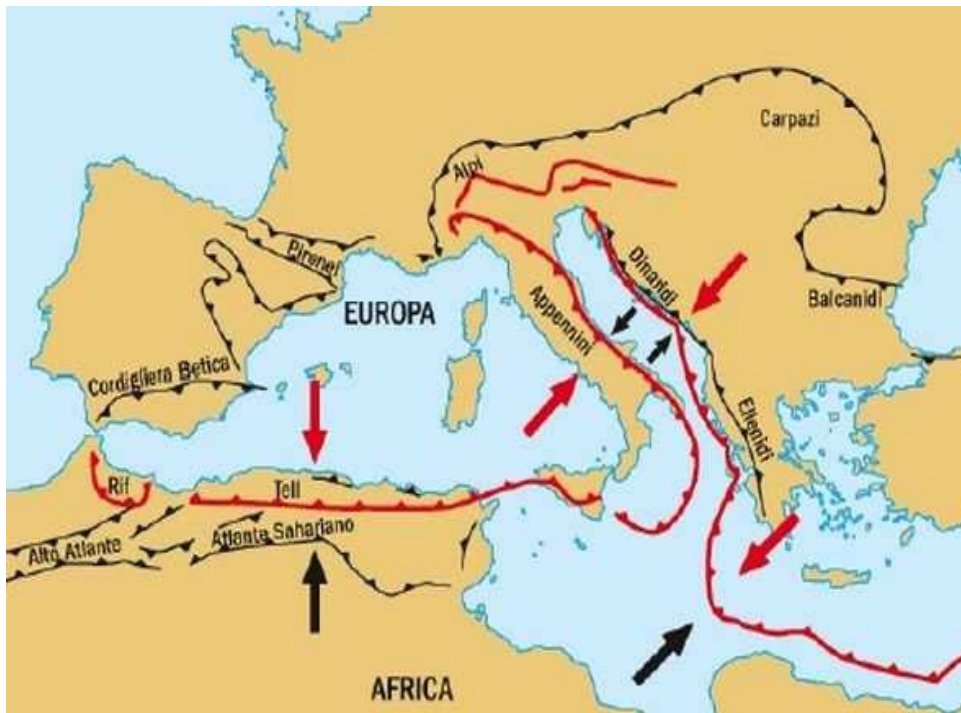 Carpazi
Alpi
Pirenei
Dinaridi
Balcanidi
EUROPA
Appennini
Cordigliera Betica
Ellenidi
Rif
Tell
Atlante Sahariano
Alto Atlante
AFRICA